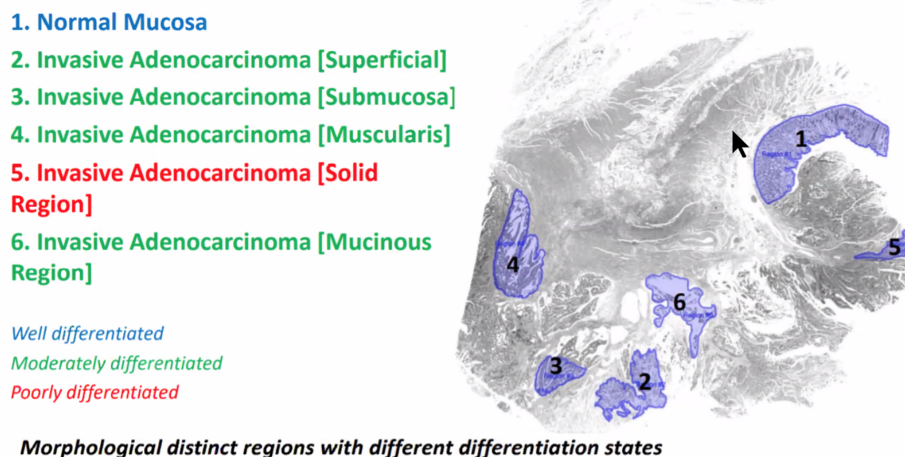 1. Normal Mucosa
2. Invasive Adenocarcinoma [Superficial]
3. Invasive Adenocarcinoma [Submucosa]
4. Invasive Adenocarcinoma [Muscularis]
5. Invasive Adenocarcinoma [Solid
Region]
6. Invasive Adenocarcinoma [Mucinous
Region]
Well differentiated
Moderately differentiated
Poorly differentiated
1
5
4
6
3
2
Morphological distinct regions with different differentiation states